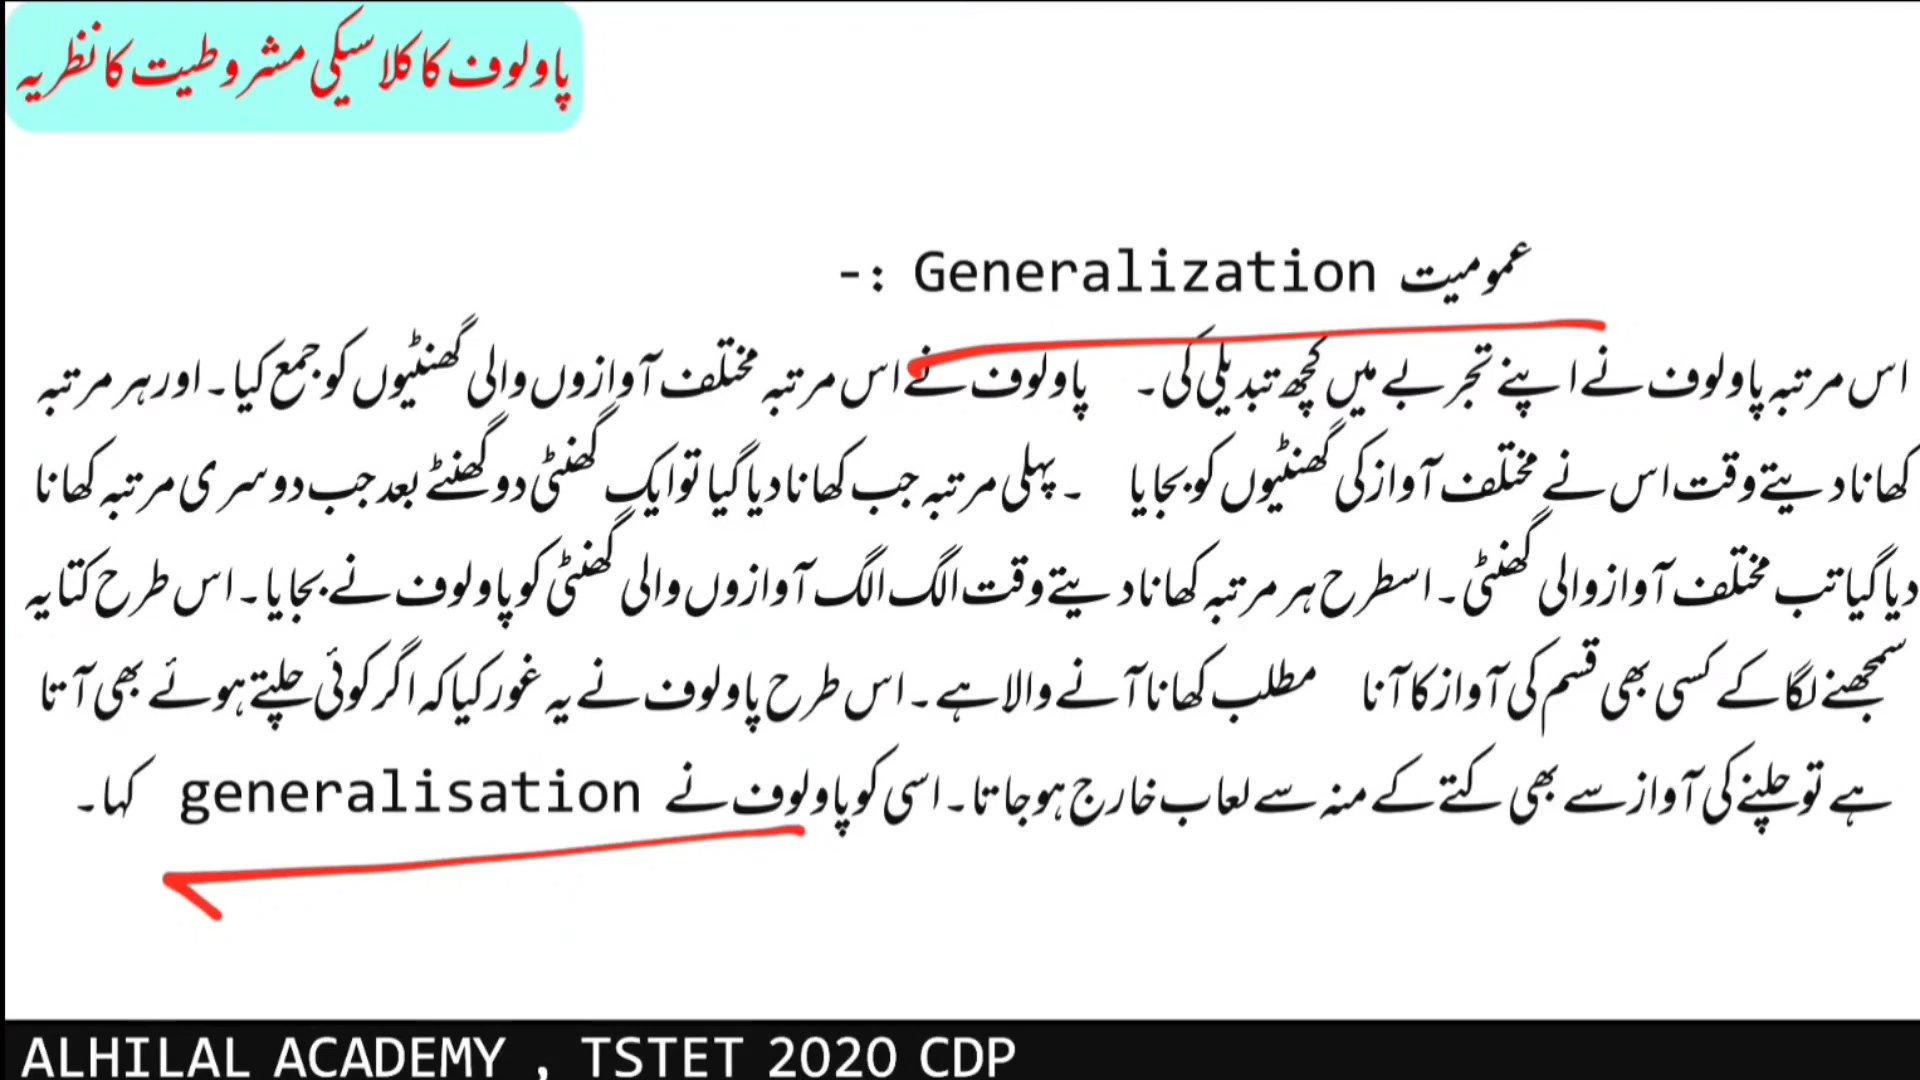 پاولوف کا کلاسیکی مشروطیت کا نظریہ
عمومیت Generalization :-
اس مرتبہ پاولوف نے اپنے تجربے میں کچھ تبدیلی کی۔ پاولوف نے اس مرتبہ مختلف آوازوں والی گھنٹیوں کو جمع کیا۔ اور ہر مرتبہ
کھانا دیتے وقت اس نے مختلف آواز کی گھنٹیوں کو بجایا ۔ پہلی مرتبہ جب کھانا دیا گیا تو ایک گھنٹی دو گھنٹے بعد جب دوسری مرتبہ کھانا
دیا گیا تب مختلف آواز والی گھنٹی۔ اسطرح ہر مرتبہ کھانا دیتے وقت الگ الگ آوازوں والی گھنٹی کو پاولوف نے بجایا۔ اس طرح کتا یہ
سمجھنے لگا کے کسی بھی قسم کی آواز کا آنا مطلب کھانا آنے والا ہے۔ اس طرح پاولوف نے یہ غور کیا کہ اگر کوئی چلتے ہوئے بھی آتا
ہے تو چلنے کی آواز سے بھی کتے کے منہ سے لعاب خارج ہو جاتا۔ اسی کو پاولوف نے generalisation کہا۔
ALHILAL ACADEMY , TSTET 2020 CDP